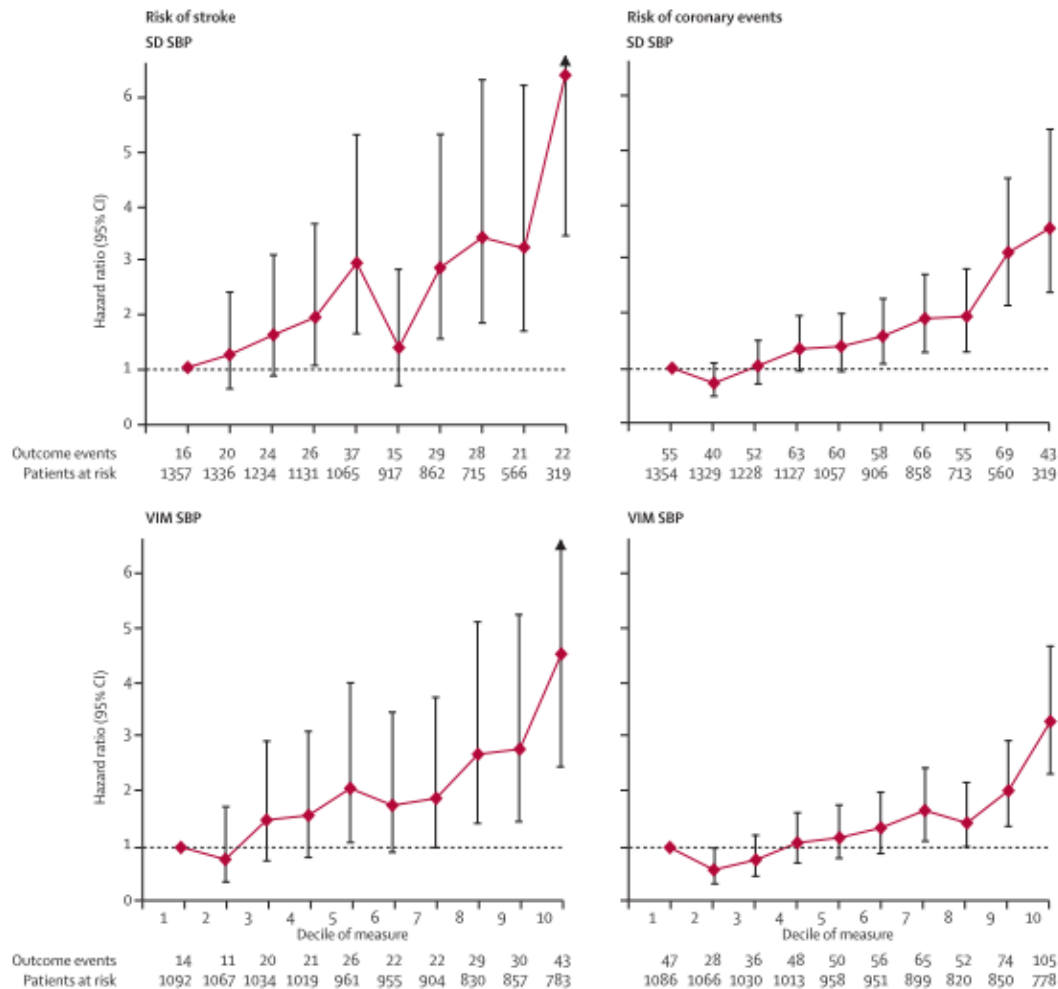 Risk of stroke
SD SBP
Risk of coronary events
SD SBP
Hazard ratio (95% CI)
6
5
4
3
2
1
0
Outcome events 16 20 24 26 37 15 29 28 21 22
Patients at risk 1357 1336 1234 1131 1065 917 862 715 566 319
55 40 52 63 60 58 66 55 69 43
1354 1329 1228 1127 1057 906 858 713 560 319
VIM SBP
VIM SBP
Hazard ratio (95% CI)
6
5
4
3
2
1
0
1 2 3 4 5 6 7 8 9 10
Decile of measure
1 2 3 4 5 6 7 8 9 10
Decile of measure
Outcome events 14 11 20 21 26 22 22 29 30 43
Patients at risk 1092 1067 1034 1019 961 955 904 830 857 783
47 28 36 48 50 56 65 52 74 105
1086 1066 1030 1013 958 951 899 820 850 778